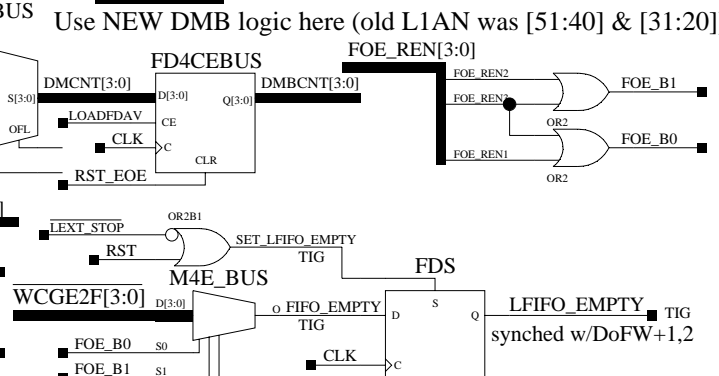 BUS
Use NEW DMB logic here (old L1AN was [51:40] & [31:20]
FD4CEBUS
FOE_REN[3:0]
S[3:0]
DMCNT[3:0]
D[3:0]
Q[3:0]
DMBCNT[3:0]
FOE_REN2
FOE_B1
FOE_REN3
OFL
LOADFDAV
CE
OR2
CLK
C
FOE_B0
CLR
FOE_REN1
RST_EOE
OR2
LEXT_STOP
OR2B1
SET_LFIFO_EMPTY
RST
TIG
M4E_BUS
FDS
WCGE2F[3:0]
D[3:0]
O
FIFO_EMPTY
D
S
Q
LFIFO_EMPTY
TIG
TIG
synched w/DoFW+1,2
FOE_B0
S0
CLK
C
FOE_B1
S1